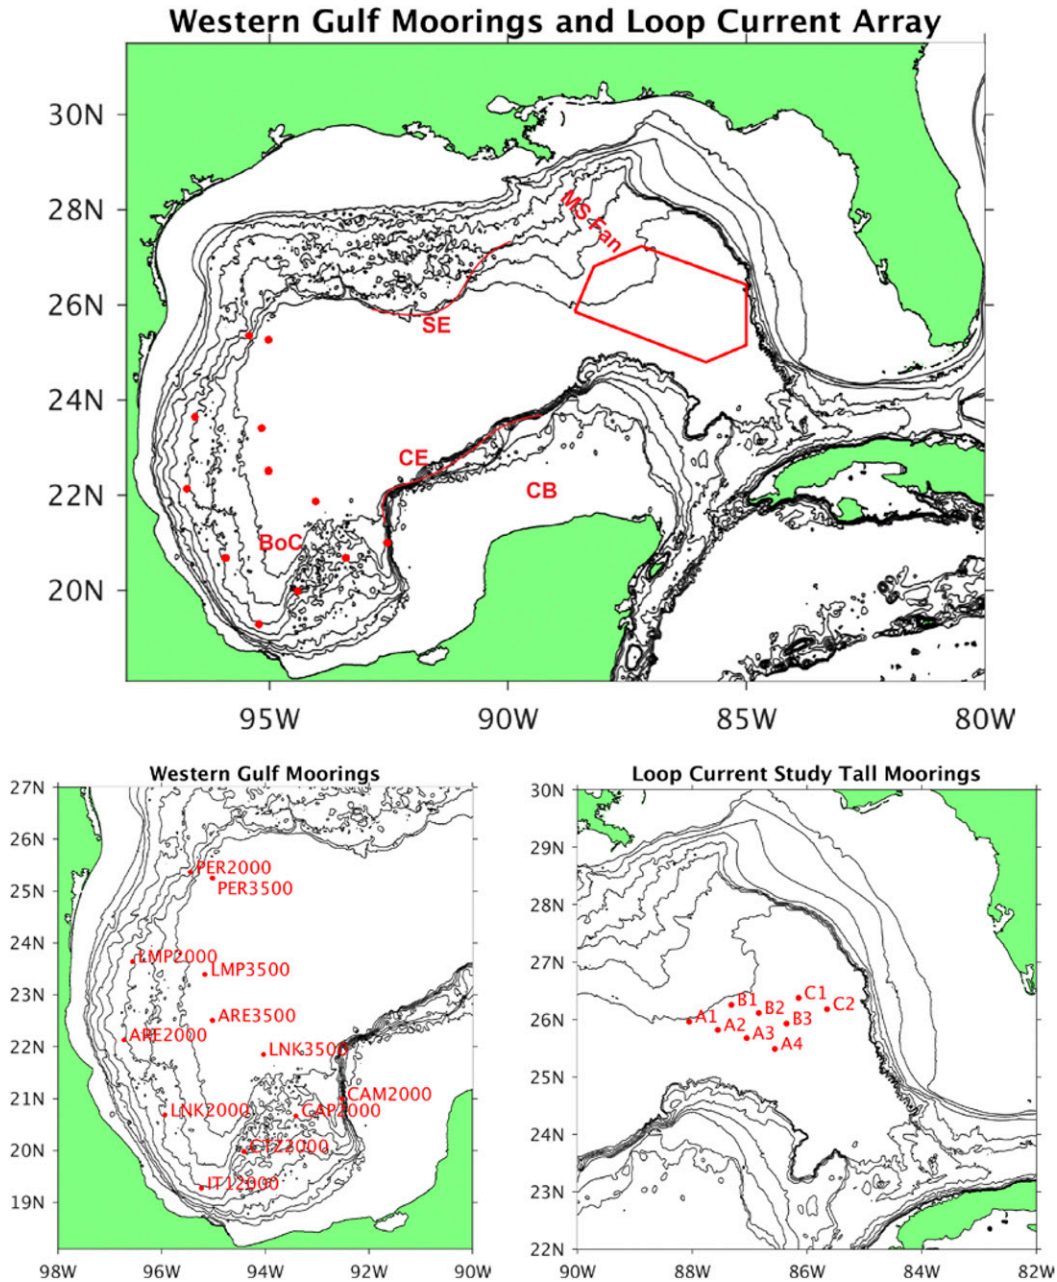 Western Gulf Moorings and Loop Current Array
30N
28N
26N
24N
22N
20N
MS Fan
SE
CE
CB
BoC
95W
90W
85W
80W
Western Gulf Moorings
27N
26N
25N
24N
23N
22N
21N
20N
19N
PER2000
PER3500
LMP2000
LMP3500
ARE3500
ARE2000
LNK3500
CAM2000
LNK2000
CAP2000
CTZ2000
IT12000
98W
96W
94W
92W
90W
Loop Current Study Tall Moorings
30N
29N
28N
27N
26N
25N
24N
23N
22N
C1
B1
C2
B2
A1
B3
A2
A3
A4
90W
88W
86W
84W
82W